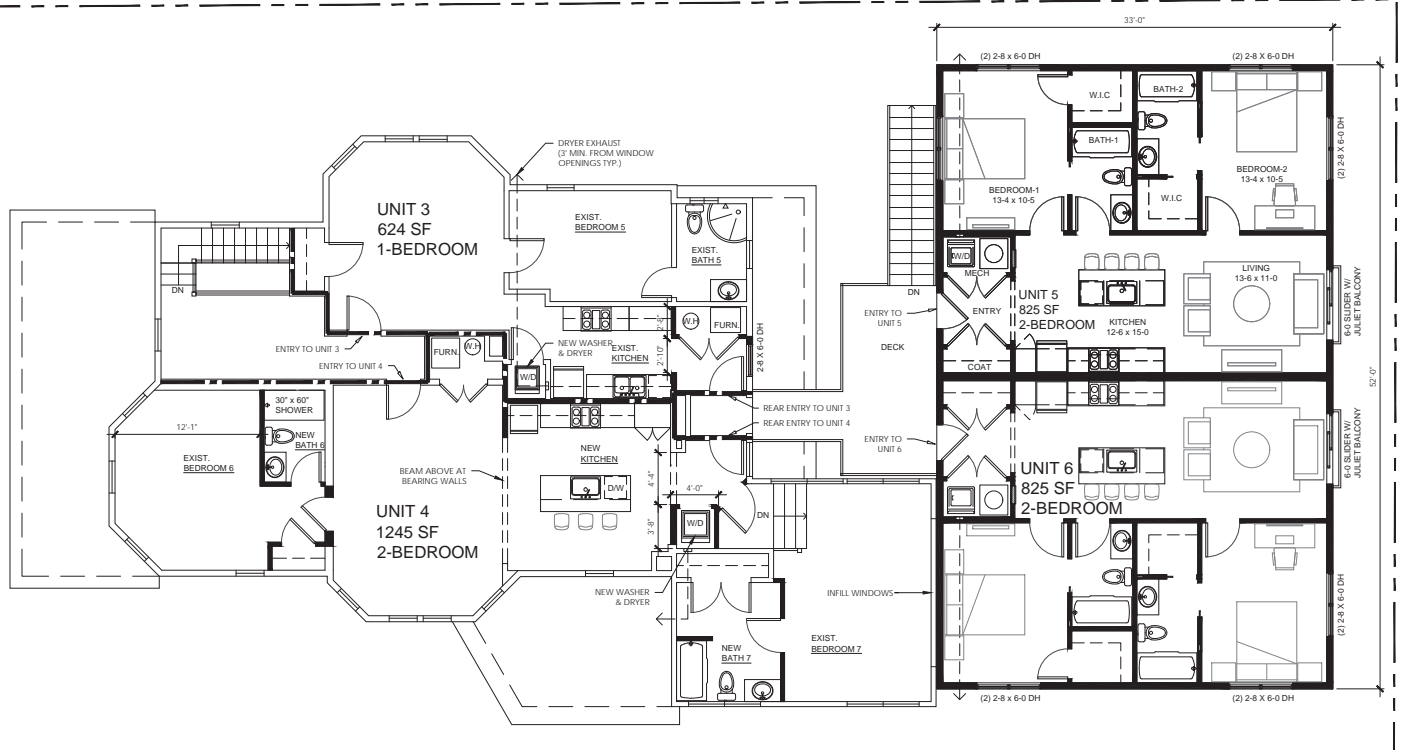 33'-0"
(2) 2-8 x 6-0 DH
(2) 2-8 X 6-0 DH
W.I.C
BATH-2
BATH-1
(2) 2-8 X 6-0 DH
BEDROOM-1
13-4 x 10-5
BEDROOM-2
13-4 x 10-5
W.I.C
DRYER EXHAUST
(3' MIN. FROM WINDOW
OPENINGS TYP.)
UNIT 3
624 SF
1-BEDROOM
EXIST.
BEDROOM 5
EXIST.
BATH 5
W/D
MECH
LIVING
13-6 x 11-0
6-0 SLIDER W/
JULIET BALCONY
DN
DN
UNIT 5
825 SF
2-BEDROOM
ENTRY TO
UNIT 5
ENTRY
KITCHEN
12-6 x 15-0
W.H
FURN.
2'-8"
2'-10"
2-8 X 6-0 DH
DECK
ENTRY TO UNIT 3
ENTRY TO UNIT 4
FURN.
W.H
NEW WASHER
& DRYER
EXIST.
KITCHEN
W/D
COAT
52'-0"
30" x 60"
SHOWER
12'-1"
NEW
BATH 6
EXIST.
BEDROOM 6
REAR ENTRY TO UNIT 3
REAR ENTRY TO UNIT 4
ENTRY TO
UNIT 6
6-0 SLIDER W/
JULIET BALCONY
BEAM ABOVE AT
BEARING WALLS
NEW
KITCHEN
D/W
4'-4"
3'-8"
4'-0"
W/D
DN
UNIT 6
825 SF
2-BEDROOM
UNIT 4
1245 SF
2-BEDROOM
NEW WASHER
& DRYER
INFILL WINDOWS
(2) 2-8 X 6-0 DH
EXIST.
BEDROOM 7
NEW
BATH 7
(2) 2-8 x 6-0 DH
(2) 2-8 X 6-0 DH